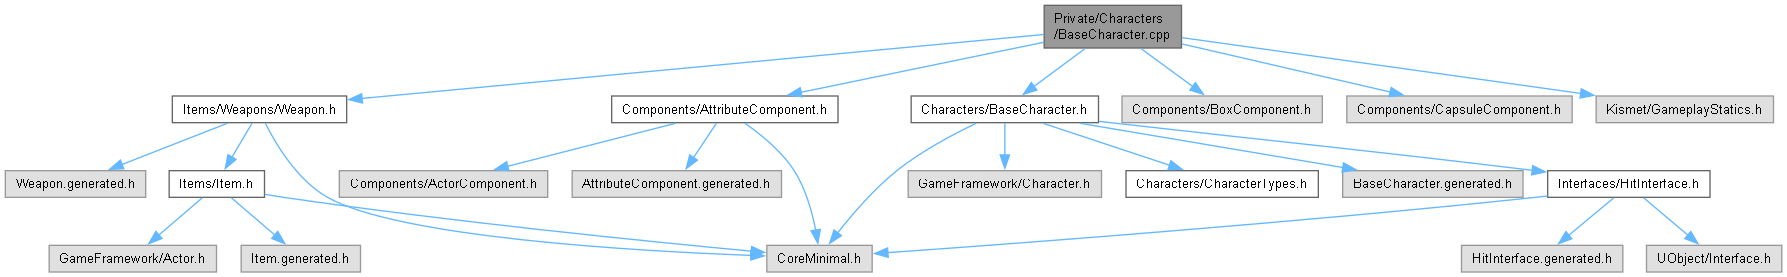 Private/Characters
/BaseCharacter.cpp
Items/Weapons/Weapon.h
Components/AttributeComponent.h
Characters/BaseCharacter.h
Components/BoxComponent.h
Components/CapsuleComponent.h
Kismet/GameplayStatics.h
Weapon.generated.h
Items/Item.h
Components/ActorComponent.h
AttributeComponent.generated.h
GameFramework/Character.h
Characters/CharacterTypes.h
BaseCharacter.generated.h
Interfaces/HitInterface.h
GameFramework/Actor.h
Item.generated.h
CoreMinimal.h
HitInterface.generated.h
UObject/Interface.h